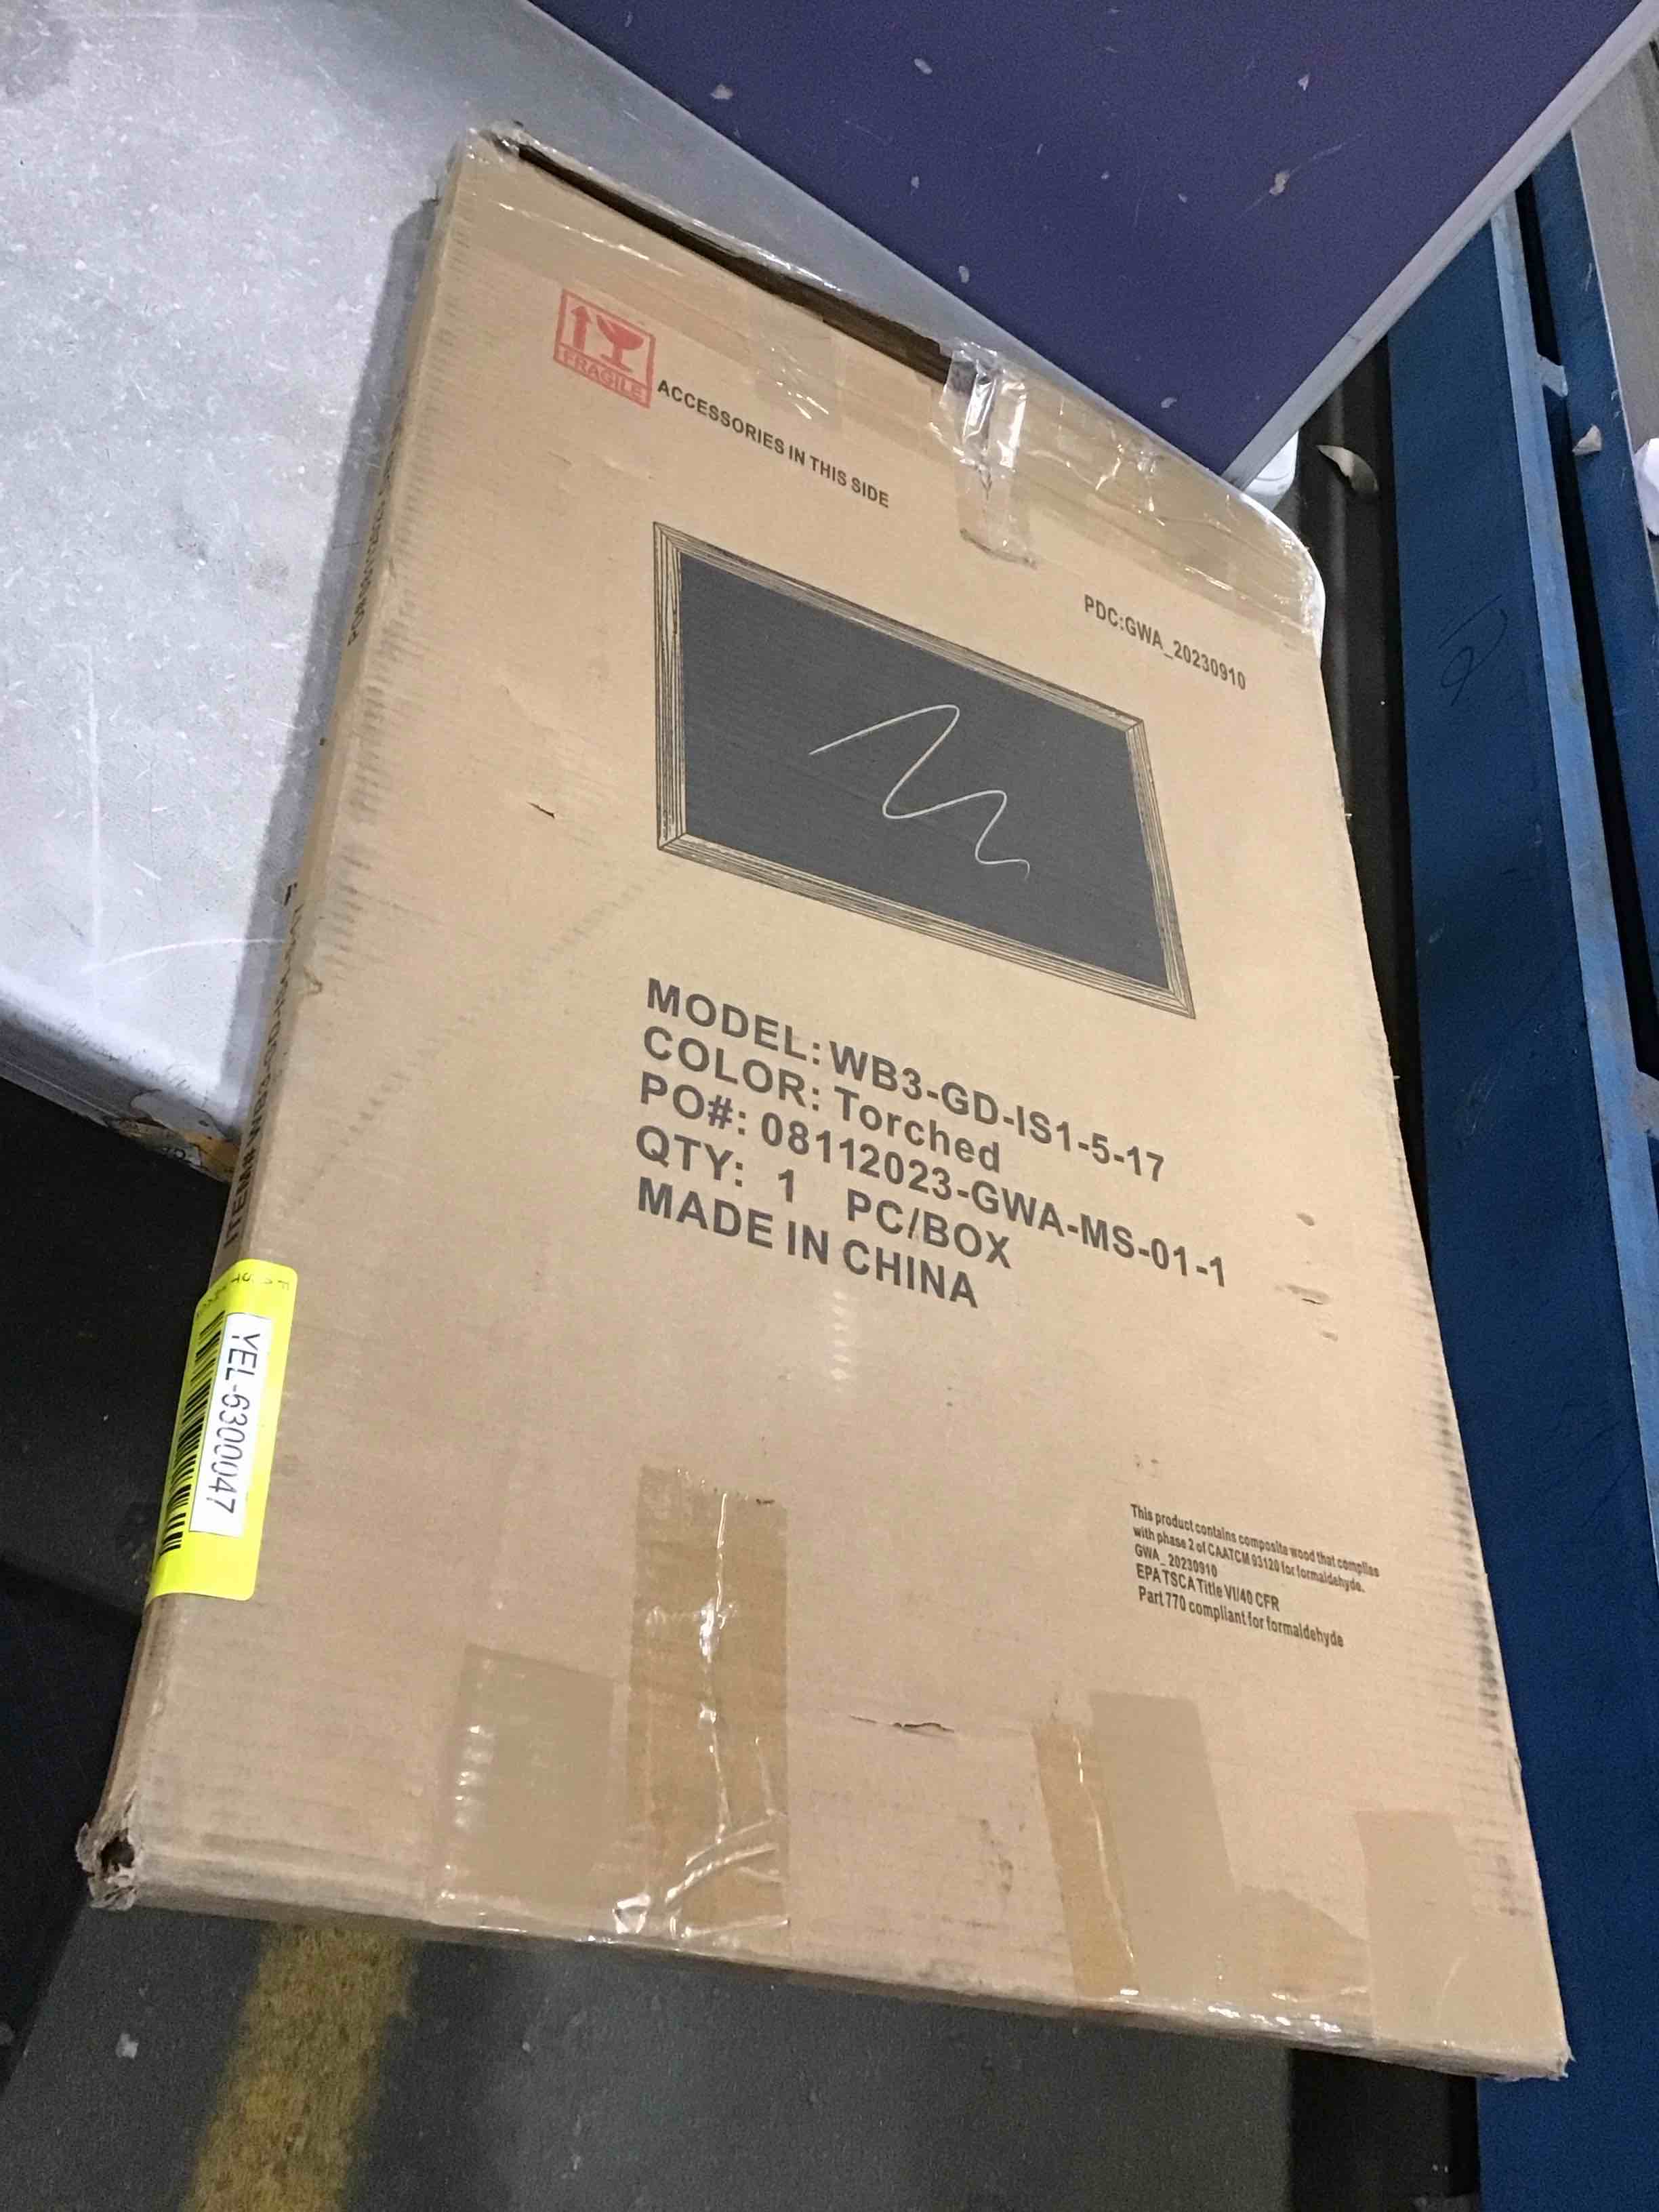 FRAGILE
ACCESSORIES IN THIS SIDE
PDC:GWA_20230910
MODEL: WB3-GD-IS1-5-17
COLOR: Torched
PO#: 08112023-GWA-MS-01-1
QTY: 1 PC/BOX
MADE IN CHINA
YEL-6300047
This product contains composite wood that complies
with phase 2 of CAATCM 93120 for formaldehyde.
GWA_20230910
EPA TSCA Title VI/40 CFR
Part 770 compliant for formaldehyde